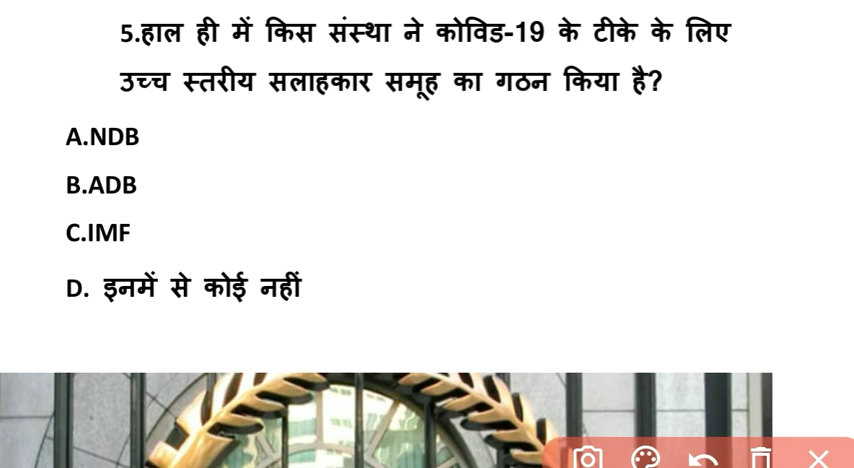 5.हाल ही में किस संस्था ने कोविड-19 के टीके के लिए
उच्च स्तरीय सलाहकार समूह का गठन किया है?
A.NDB
B.ADB
C.IMF
D. इनमें से कोई नहीं